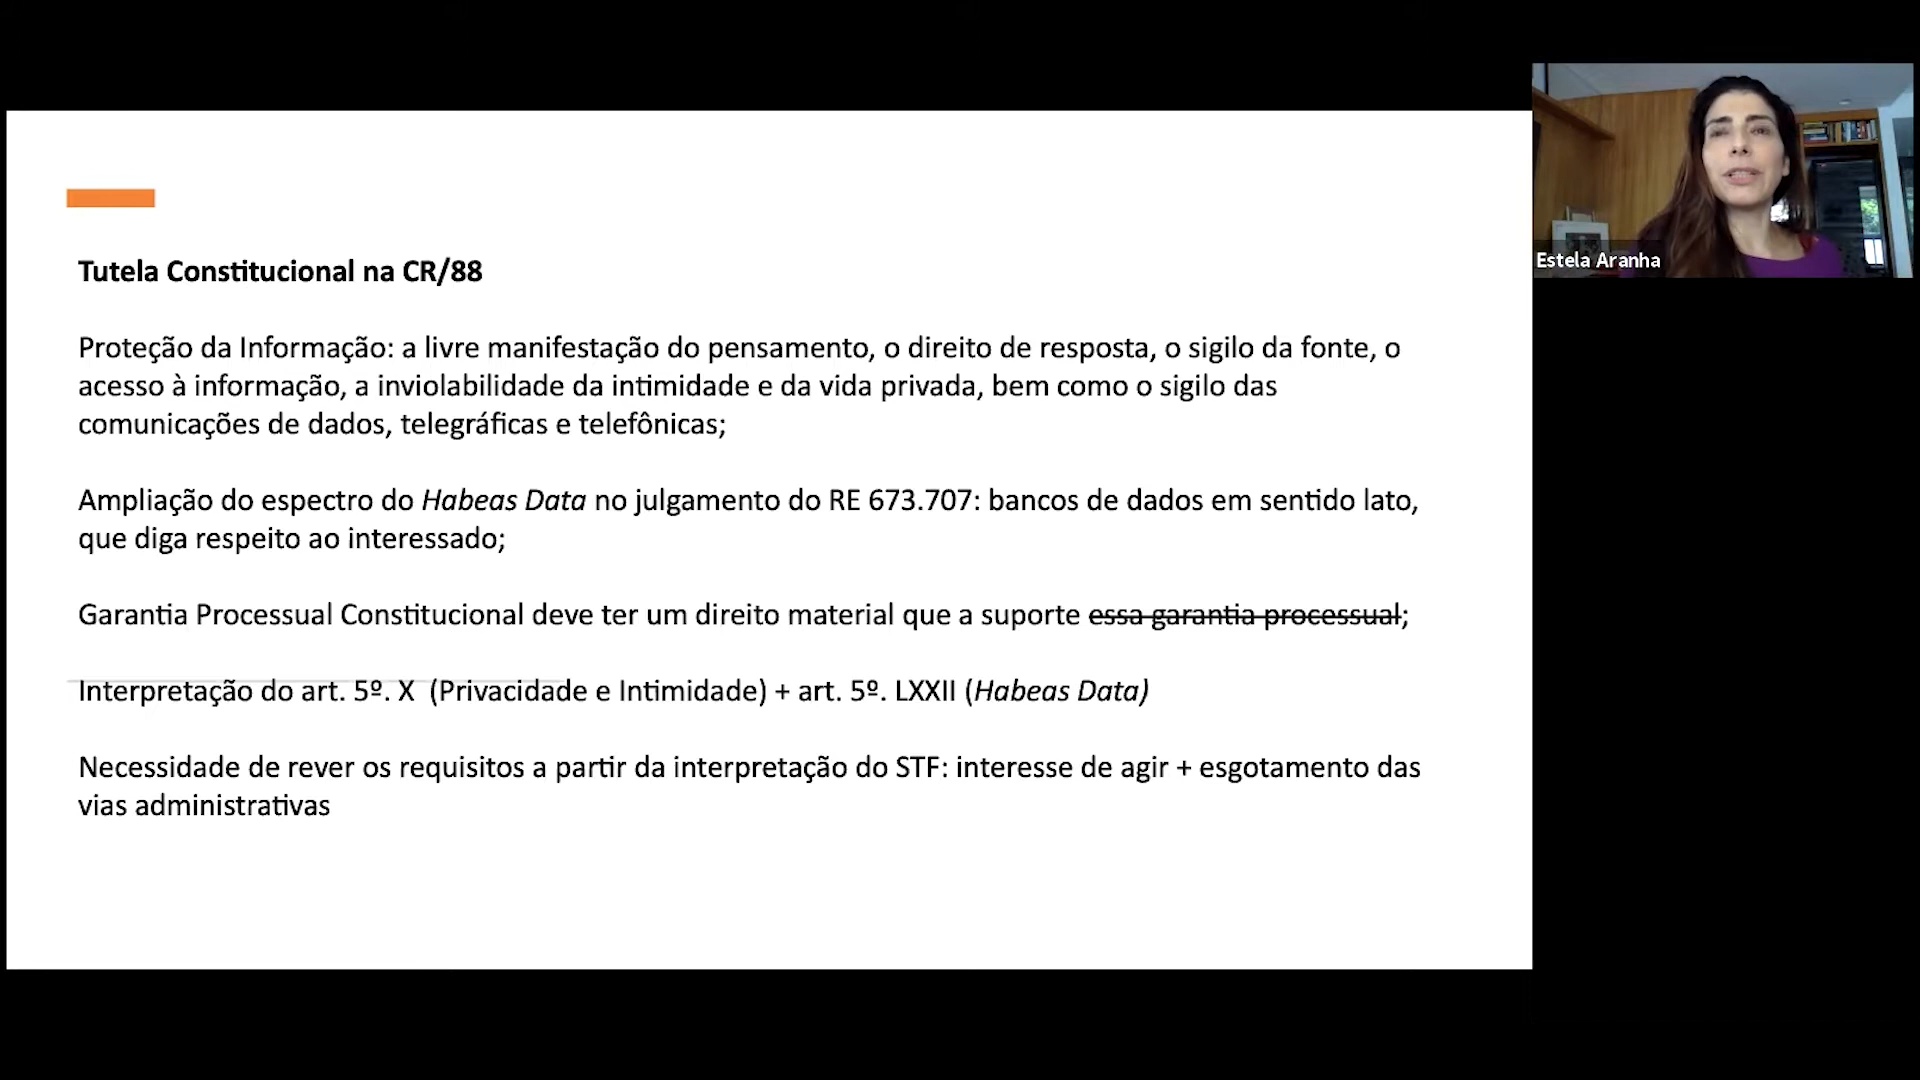 Tutela Constitucional na CR/88
Proteção da Informação: a livre manifestação do pensamento, o direito de resposta, o sigilo da fonte, o
acesso à informação, a inviolabilidade da intimidade e da vida privada, bem como o sigilo das
comunicações de dados, telegráficas e telefônicas;
Ampliação do espectro do Habeas Data no julgamento do RE 673.707: bancos de dados em sentido lato,
que diga respeito ao interessado;
Garantia Processual Constitucional deve ter um direito material que a suporte essa garantia processual;
Interpretação do art. 5º. X (Privacidade e Intimidade) + art. 5º. LXXII (Habeas Data)
Necessidade de rever os requisitos a partir da interpretação do STF: interesse de agir + esgotamento das
vias administrativas
Estela Aranha